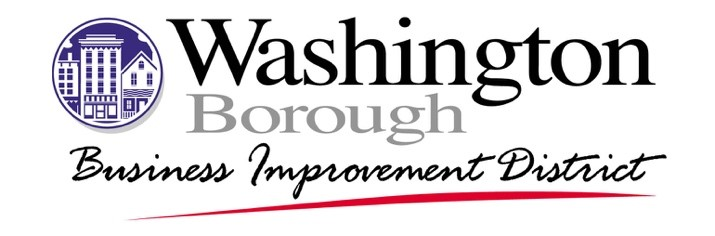 Washington
Borough
Business Improvement District